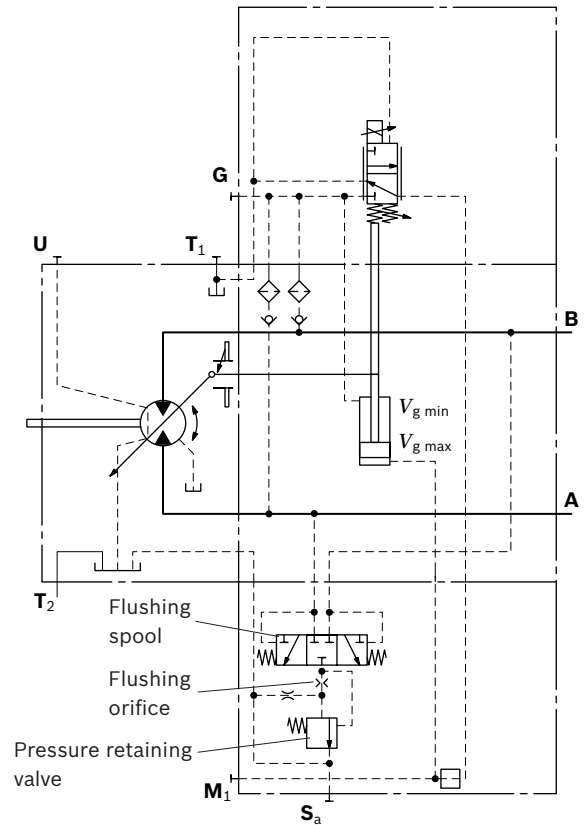 G
U
T1
B
Vg min
Vg max
A
T2
Flushing
spool
Flushing
orifice
Pressure retaining
valve
M1
Sa